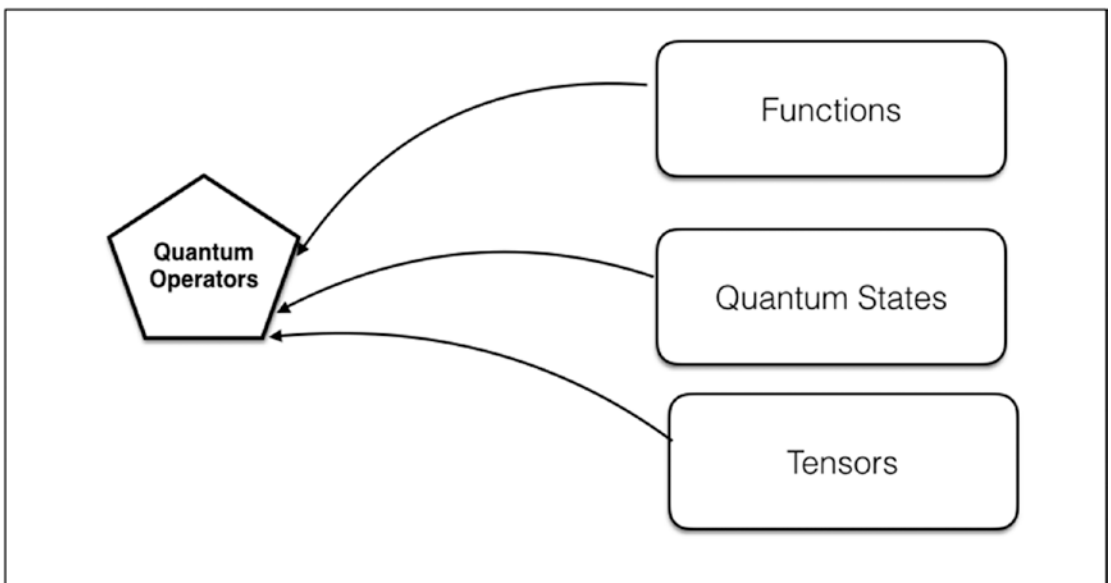 Functions
Quantum
Operators
Quantum States
Tensors